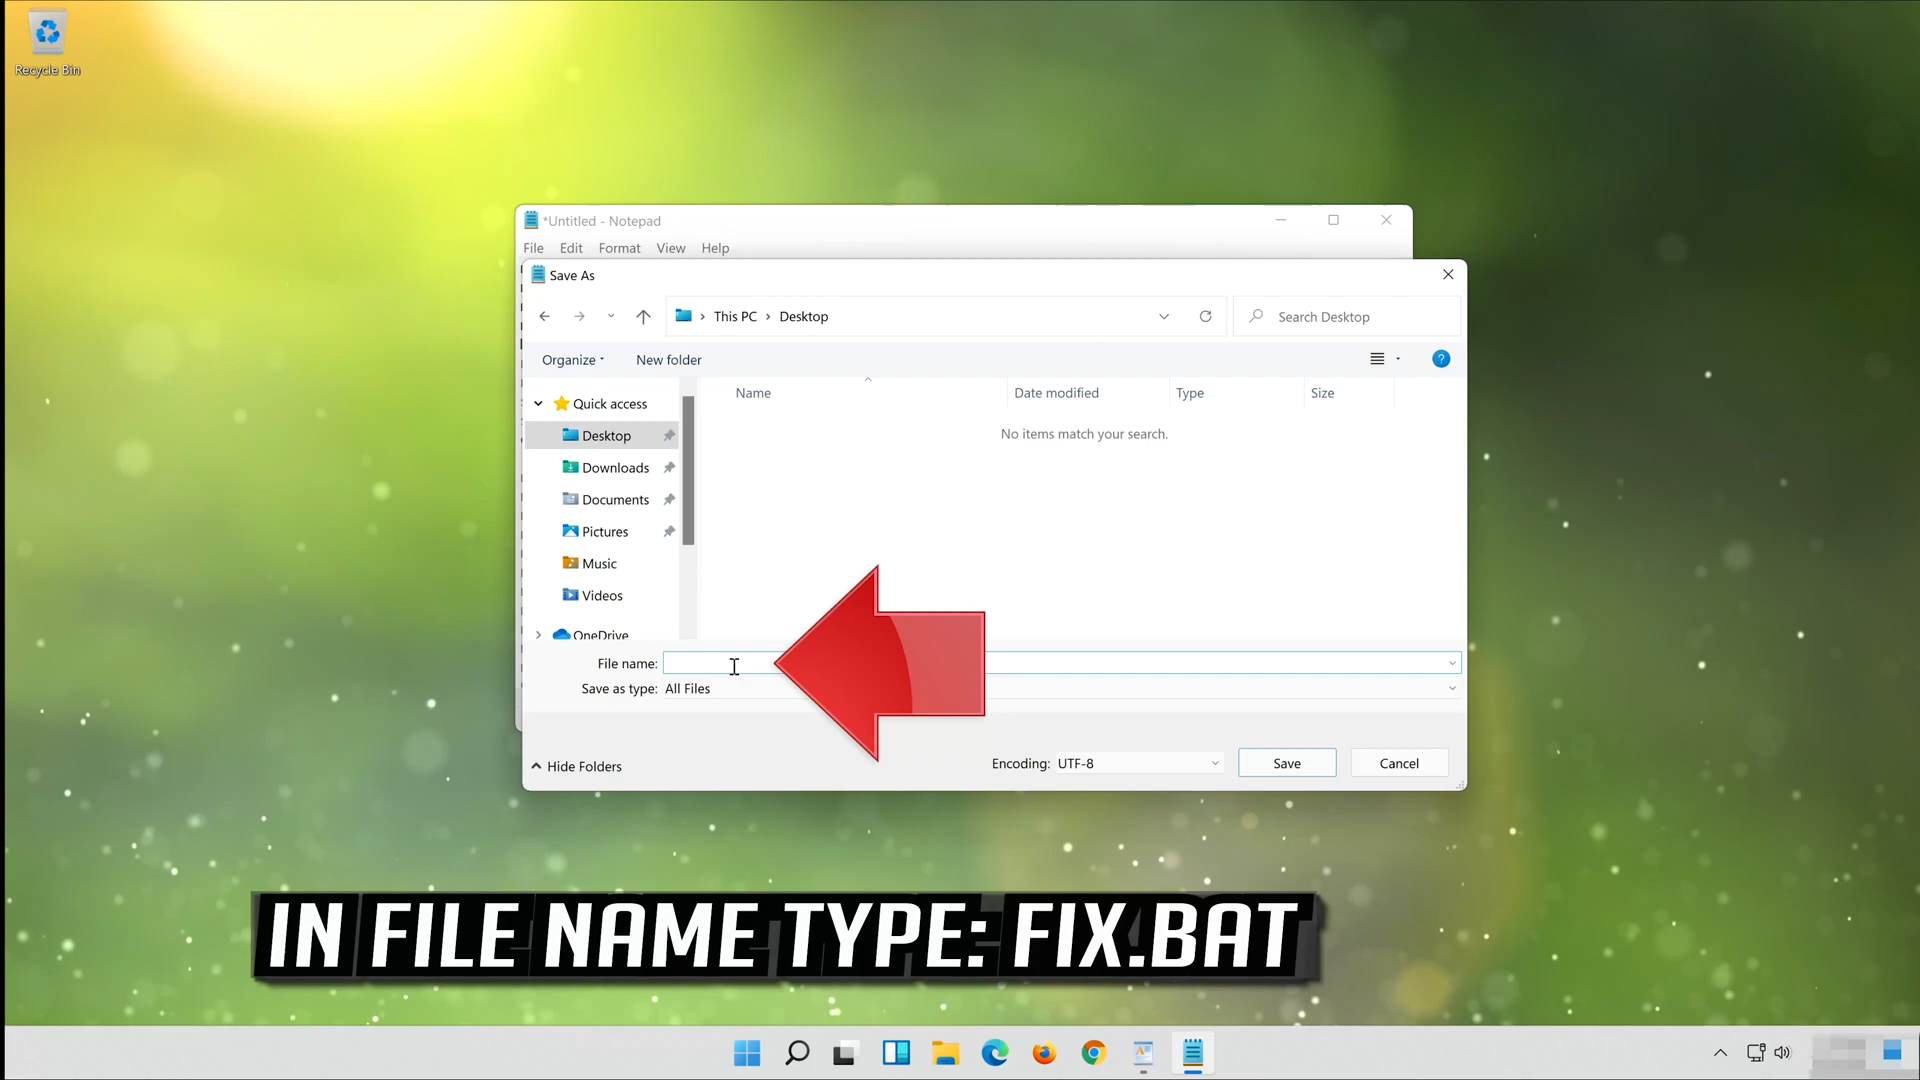 Recycle Bin
*Untitled - Notepad
File Edit Format View Help
Save As
This PC > Desktop
Search Desktop
Organize New folder
Name Date modified Type Size
No items match your search.
Quick access
Desktop
Downloads
Documents
Pictures
Music
Videos
OneDrive
File name:
Save as type: All Files
Hide Folders
Encoding: UTF-8 Save Cancel
IN FILE NAME TYPE: FIX.BAT